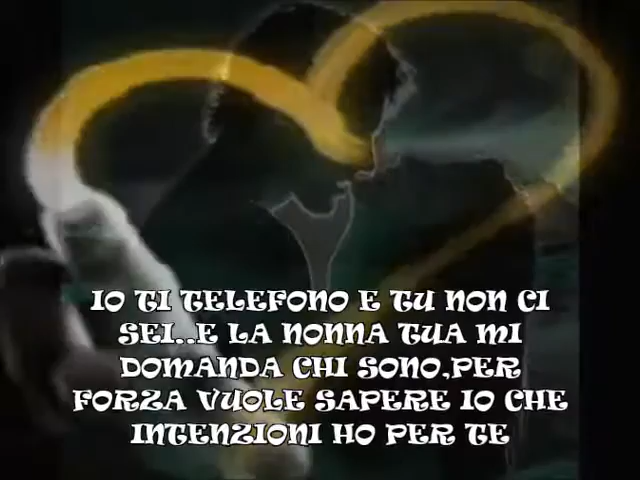 IO TI TELEFONO E TU NON CI
SEI..E LA NONNA TUA MI
DOMANDA CHI SONO,PER
FORZA VUOLE SAPERE IO CHE
INTENZIONI HO PER TE